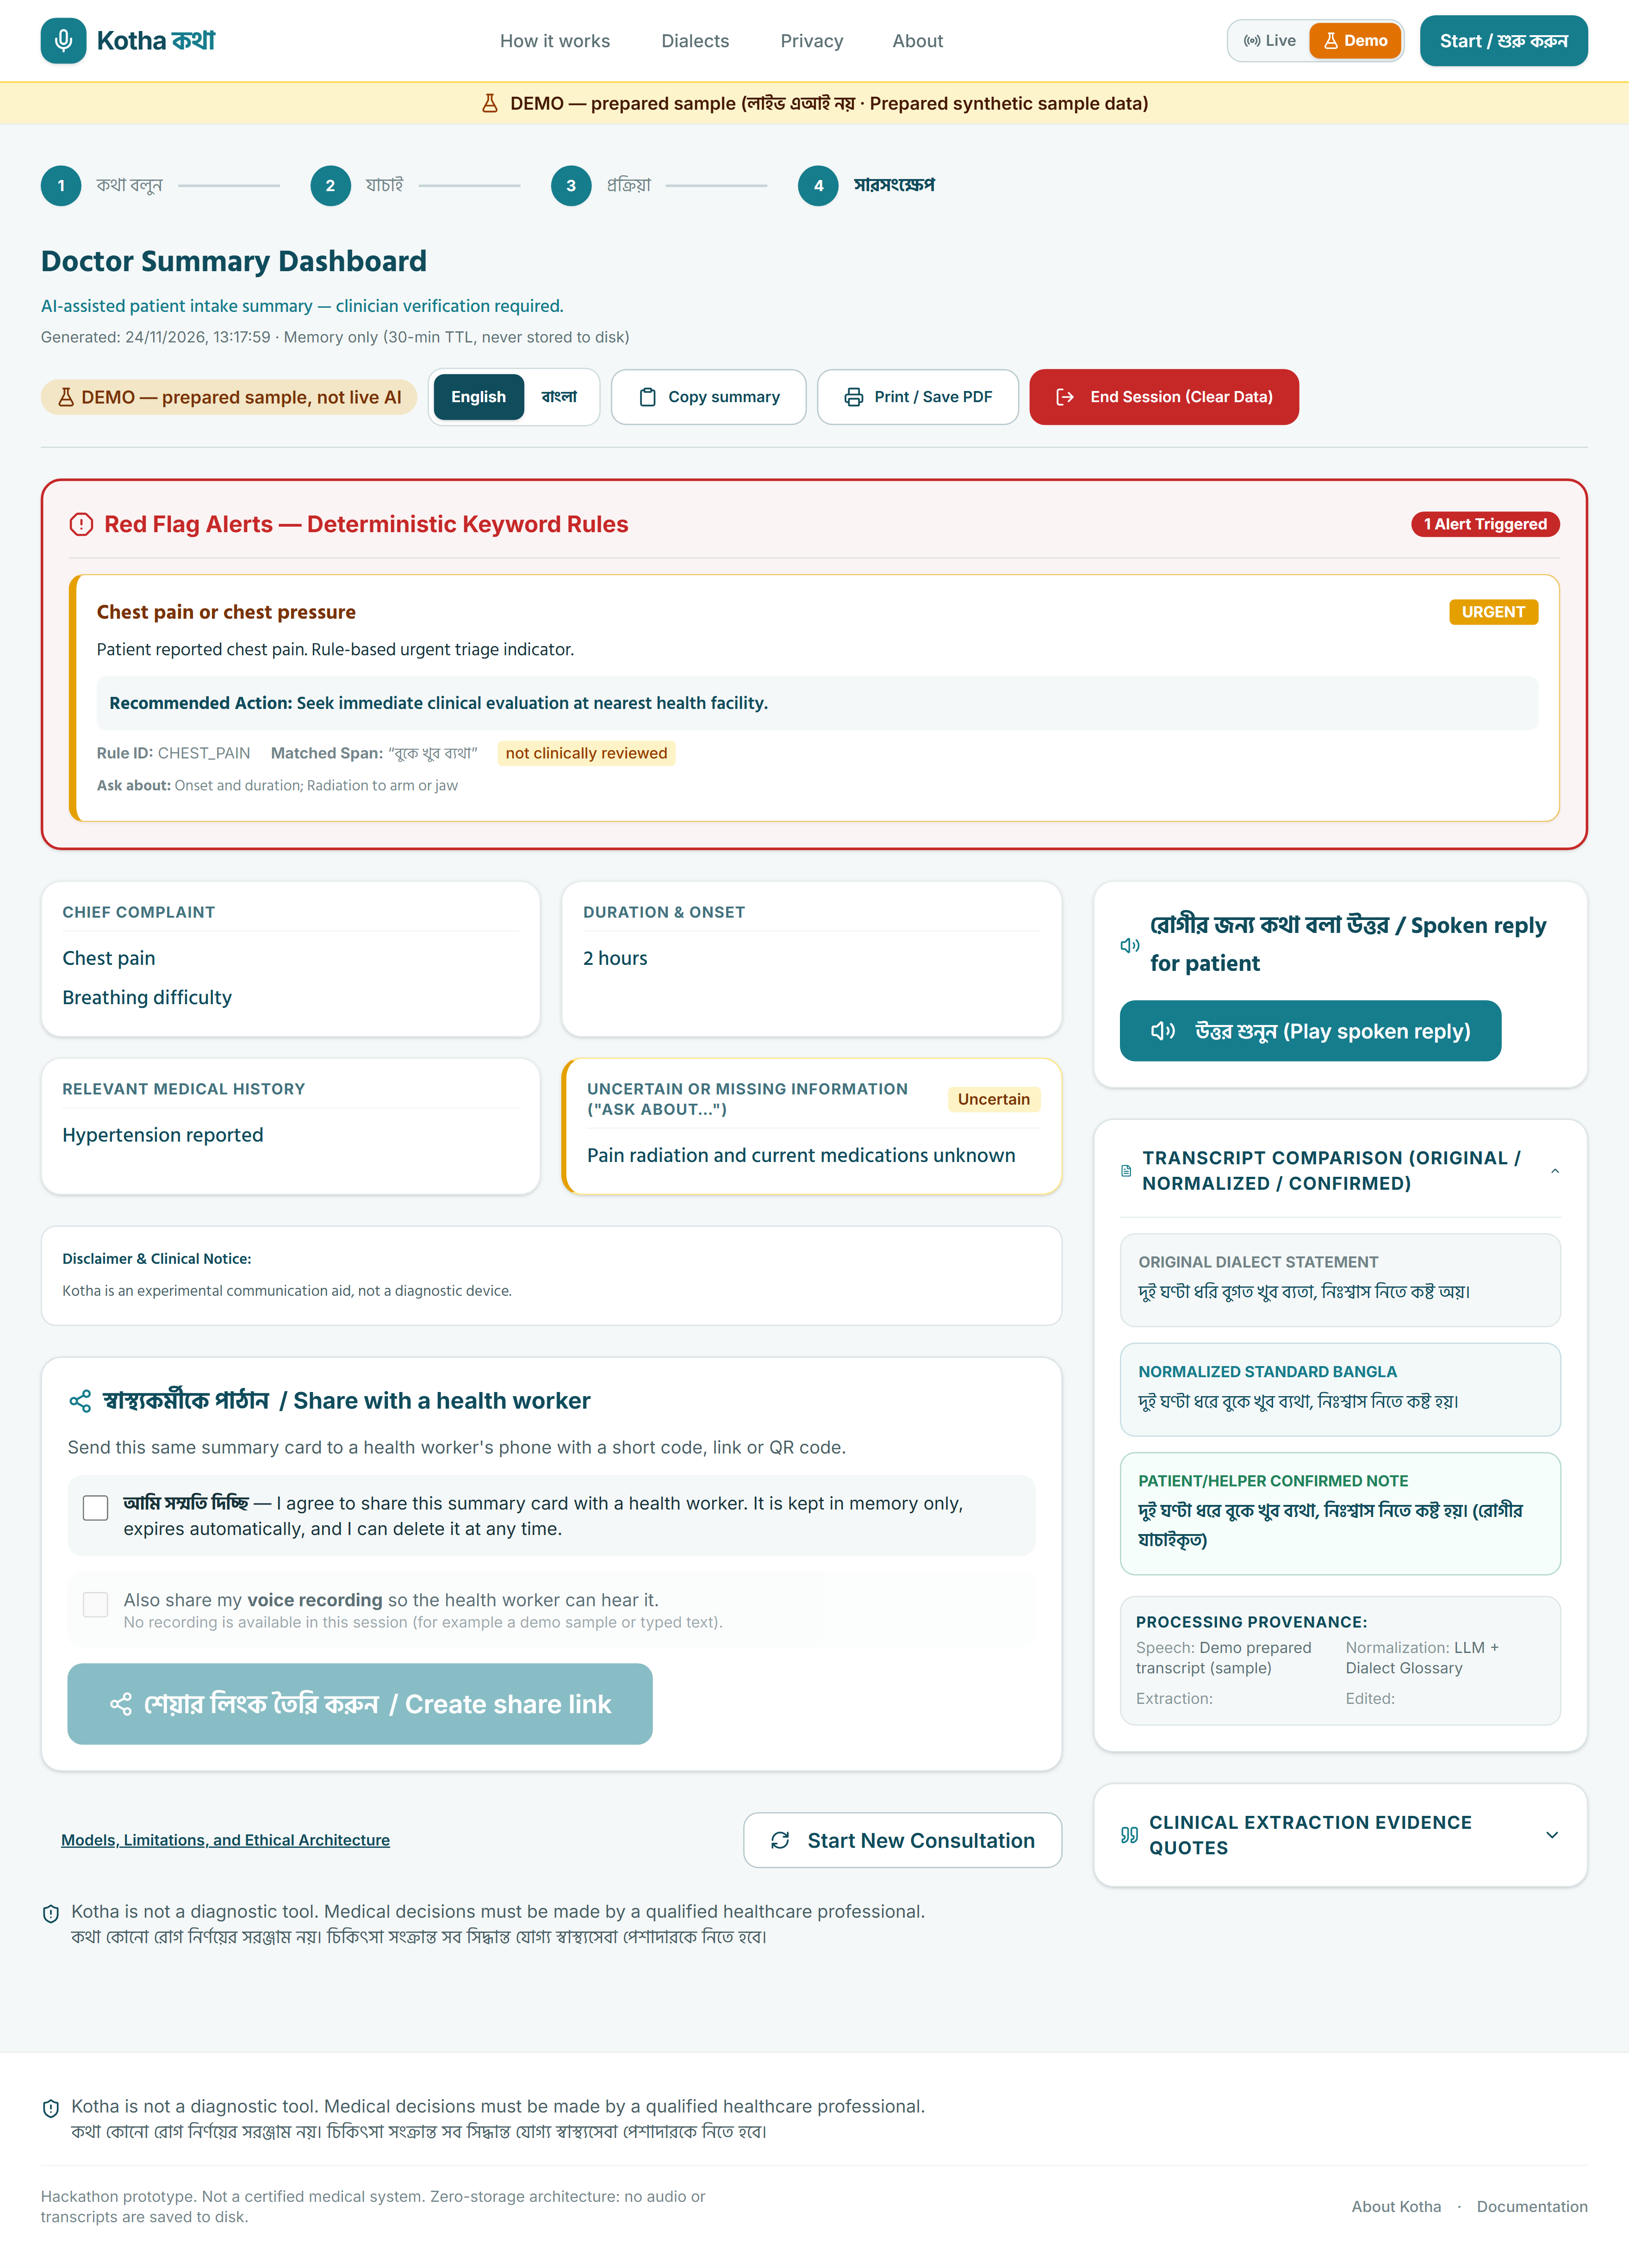 Kotha কথা
How it works
Dialects
Privacy
About
Live
Demo
Start / শুরু করুন
DEMO — prepared sample (লাইভ এআই নয় · Prepared synthetic sample data)
1 কথা বলুন
2 যাচাই
3 প্রক্রিয়া
4 সারসংক্ষেপ
Doctor Summary Dashboard
AI-assisted patient intake summary — clinician verification required.
Generated: 24/11/2026, 13:17:59 · Memory only (30-min TTL, never stored to disk)
DEMO — prepared sample, not live AI
English
বাংলা
Copy summary
Print / Save PDF
End Session (Clear Data)
Red Flag Alerts — Deterministic Keyword Rules
1 Alert Triggered
Chest pain or chest pressure
URGENT
Patient reported chest pain. Rule-based urgent triage indicator.
Recommended Action: Seek immediate clinical evaluation at nearest health facility.
Rule ID: CHEST_PAIN Matched Span: “বুকে খুব ব্যথা” not clinically reviewed
Ask about: Onset and duration; Radiation to arm or jaw
CHIEF COMPLAINT
Chest pain
Breathing difficulty
DURATION & ONSET
2 hours
RELEVANT MEDICAL HISTORY
Hypertension reported
UNCERTAIN OR MISSING INFORMATION
("ASK ABOUT...")
Uncertain
Pain radiation and current medications unknown
Disclaimer & Clinical Notice:
Kotha is an experimental communication aid, not a diagnostic device.
স্বাস্থ্যকর্মীকে পাঠান / Share with a health worker
Send this same summary card to a health worker's phone with a short code, link or QR code.
আমি সম্মতি দিচ্ছি — I agree to share this summary card with a health worker. It is kept in memory only,
expires automatically, and I can delete it at any time.
Also share my voice recording so the health worker can hear it.
No recording is available in this session (for example a demo sample or typed text).
শেয়ার লিংক তৈরি করুন / Create share link
Models, Limitations, and Ethical Architecture
Start New Consultation
Kotha is not a diagnostic tool. Medical decisions must be made by a qualified healthcare professional.
কথা কোনো রোগ নির্ণয়ের সরঞ্জাম নয়। চিকিৎসা সংক্রান্ত সব সিদ্ধান্ত যোগ্য স্বাস্থ্যসেবা পেশাদারকে নিতে হবে।
রোগীর জন্য কথা বলা উত্তর / Spoken reply
for patient
উত্তর শুনুন (Play spoken reply)
TRANSCRIPT COMPARISON (ORIGINAL /
NORMALIZED / CONFIRMED)
ORIGINAL DIALECT STATEMENT
দুই ঘণ্টা ধরি বুগত খুব ব্যতা, নিঃশ্বাস নিতে কষ্ট অয়।
NORMALIZED STANDARD BANGLA
দুই ঘণ্টা ধরে বুকে খুব ব্যথা, নিঃশ্বাস নিতে কষ্ট হয়।
PATIENT/HELPER CONFIRMED NOTE
দুই ঘণ্টা ধরে বুকে খুব ব্যথা, নিঃশ্বাস নিতে কষ্ট হয়। (রোগীর
যাচাইকৃত)
PROCESSING PROVENANCE:
Speech: Demo prepared
transcript (sample)
Normalization: LLM +
Dialect Glossary
Extraction:
Edited:
CLINICAL EXTRACTION EVIDENCE
QUOTES
Kotha is not a diagnostic tool. Medical decisions must be made by a qualified healthcare professional.
কথা কোনো রোগ নির্ণয়ের সরঞ্জাম নয়। চিকিৎসা সংক্রান্ত সব সিদ্ধান্ত যোগ্য স্বাস্থ্যসেবা পেশাদারকে নিতে হবে।
Hackathon prototype. Not a certified medical system. Zero-storage architecture: no audio or
transcripts are saved to disk.
About Kotha · Documentation